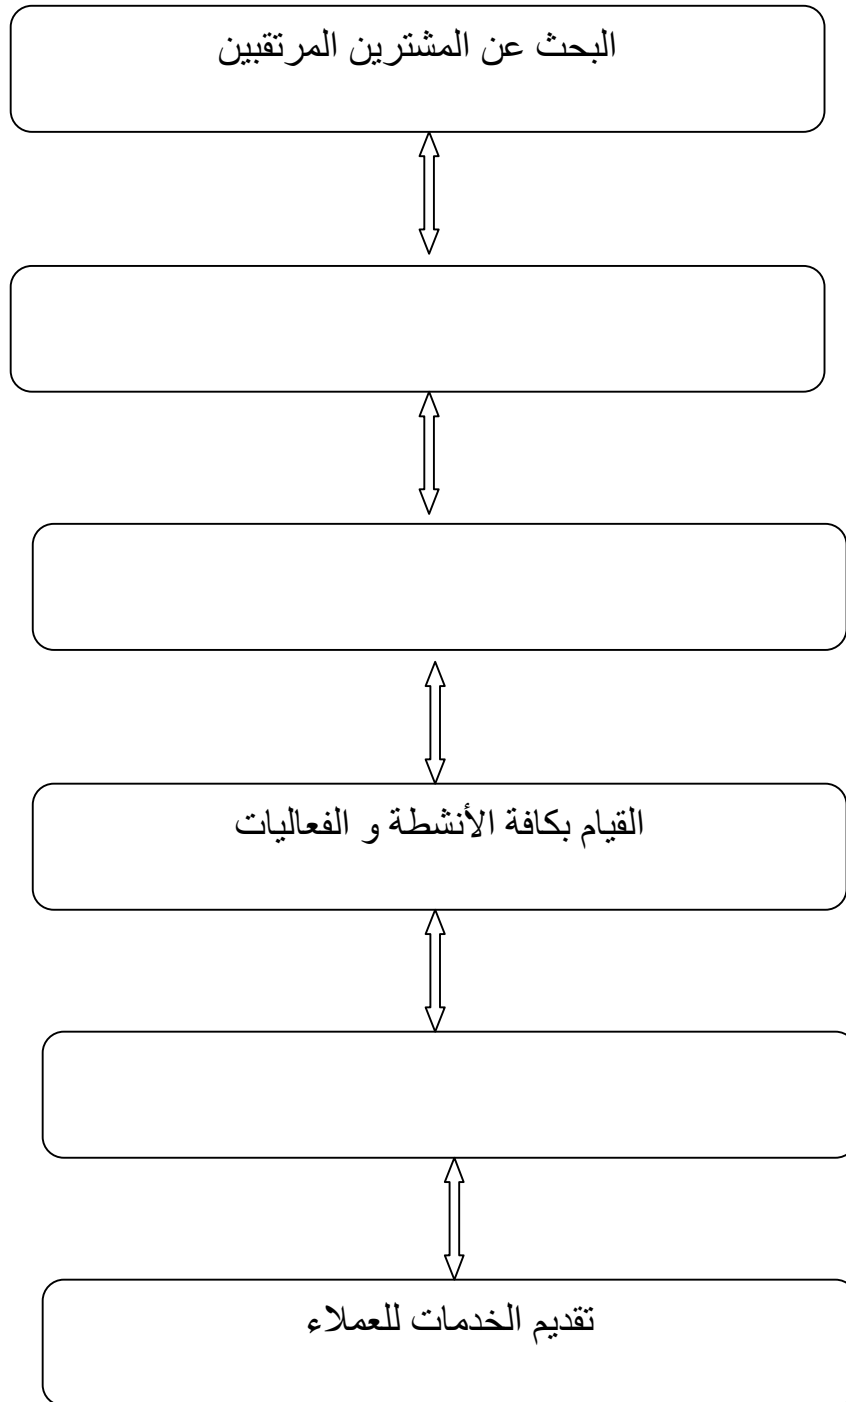 البحث عن المشترين المرتقبين
القيام بكافة الأنشطة و الفعاليات
تقديم الخدمات للعملاء